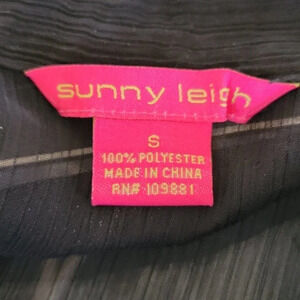 sunny leigh
S
100% POLYESTER
MADE IN CHINA
RN# 109881